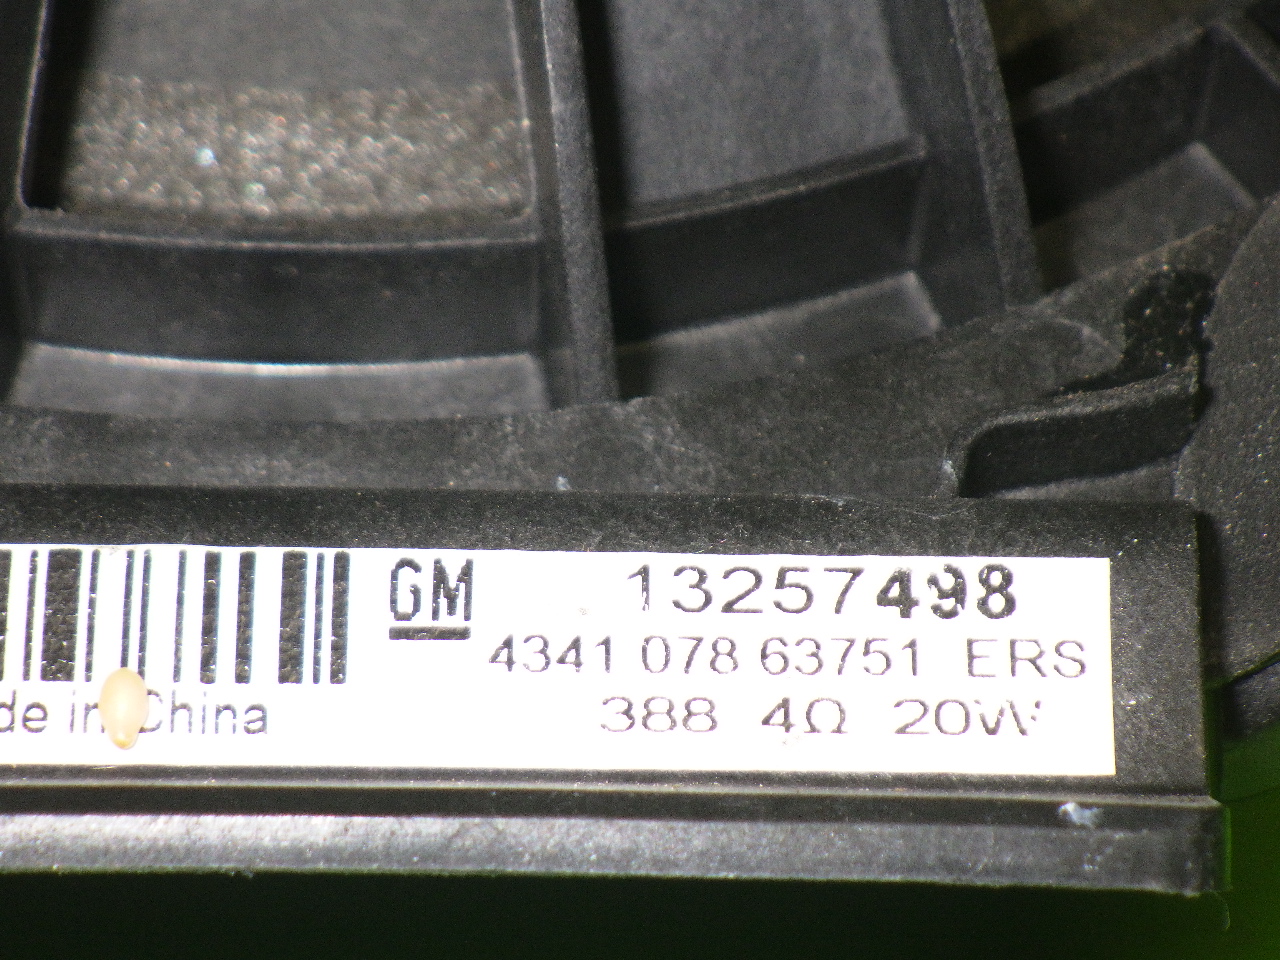 GM 13257498
4341 078 63751 ERS
388 4Ω 20W
de in China